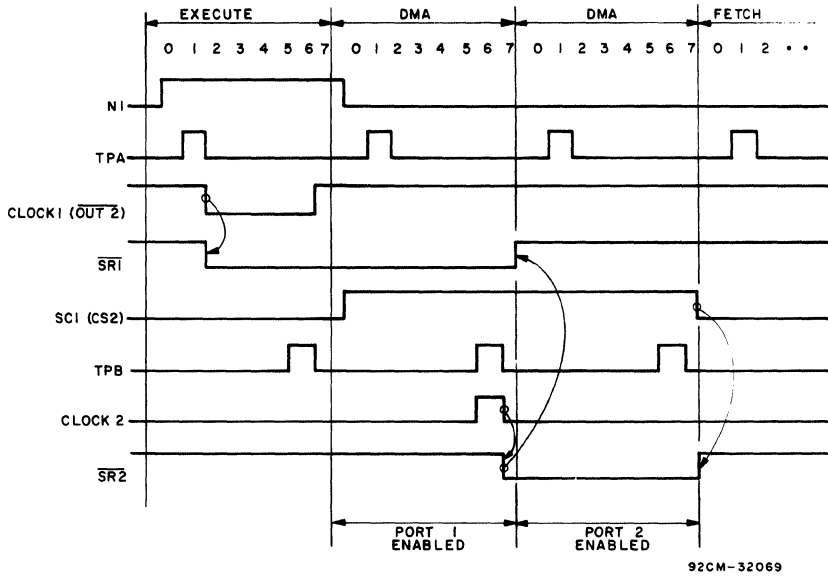 EXECUTE DMA DMA FETCH
0 1 2 3 4 5 6 7 0 1 2 3 4 5 6 7 0 1 2 3 4 5 6 7 0 1 2 • •
N1
TPA
CLOCK1 (OUT 2)
SR1
SC1 (CS2)
TPB
CLOCK 2
SR2
PORT 1 PORT 2
ENABLED ENABLED
92CM-32069